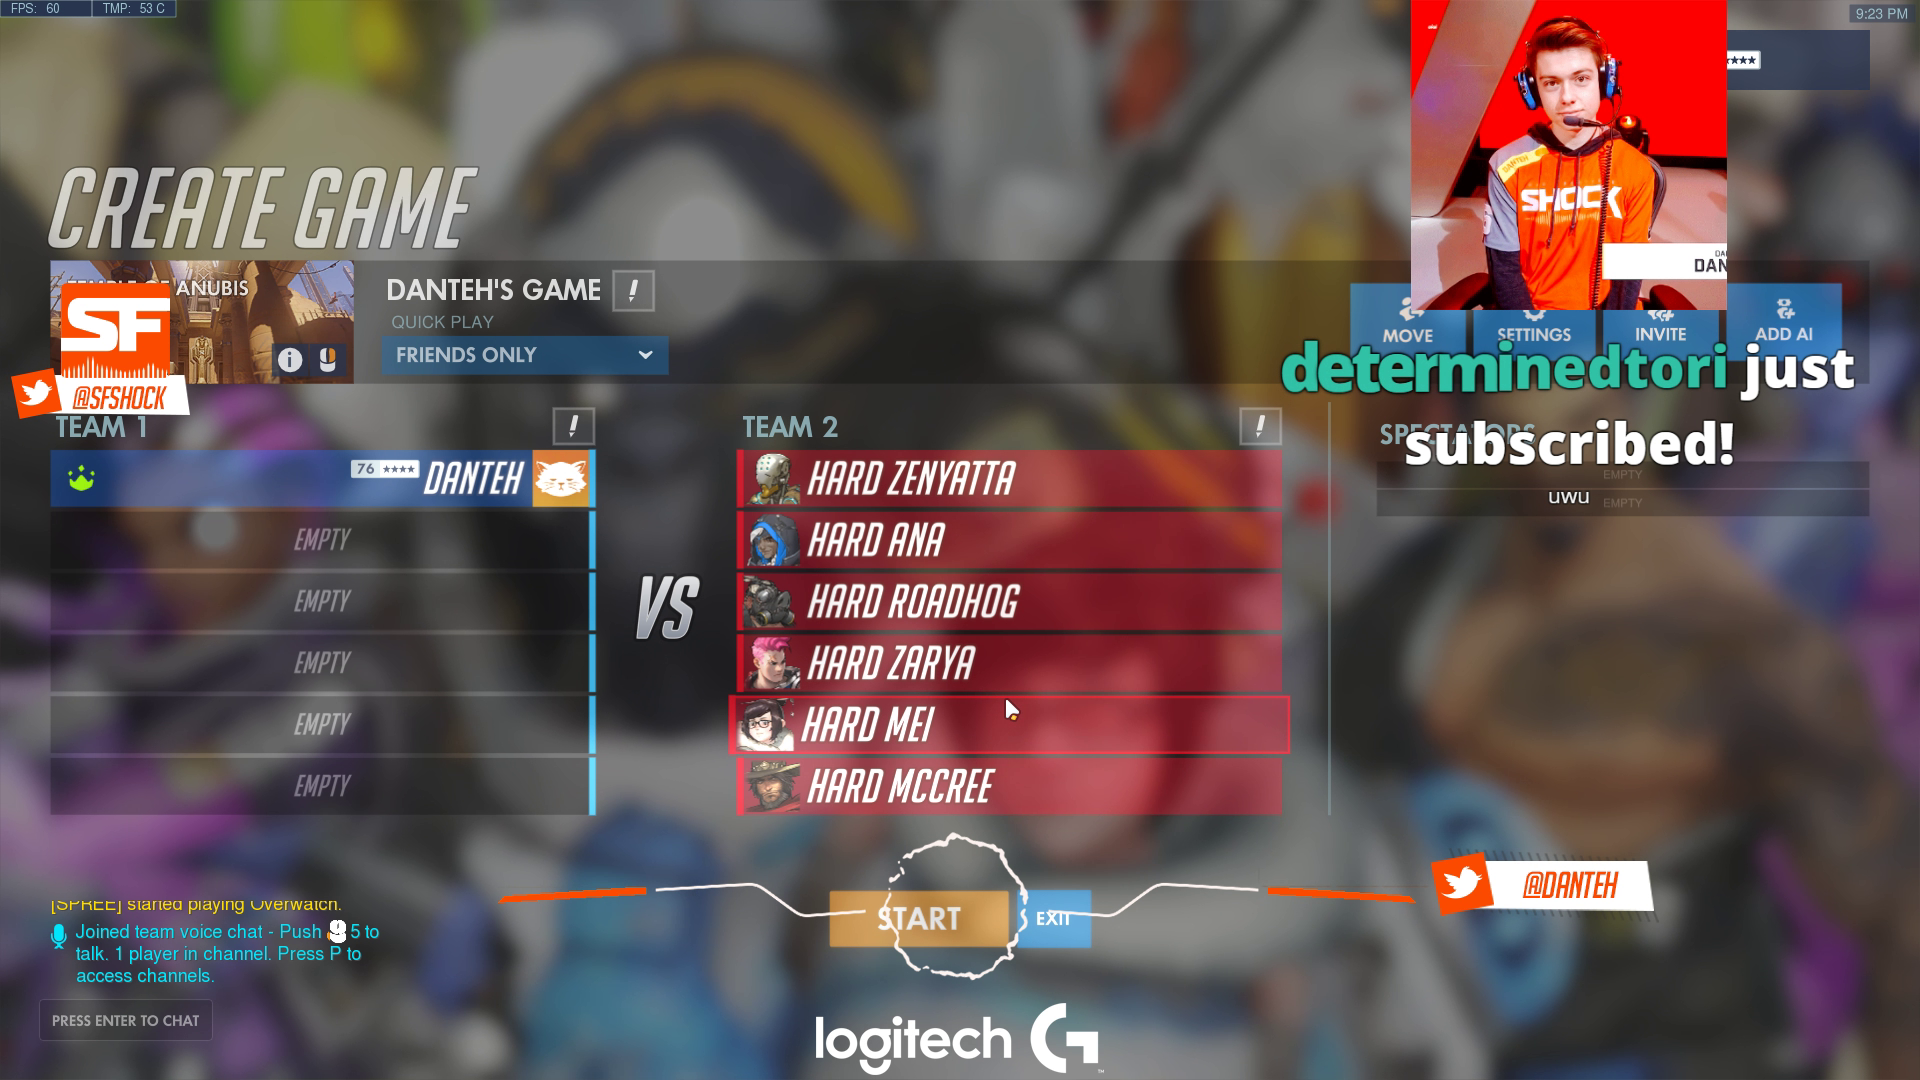 FPS: 60
TMP: 53 C
9:23 PM
CREATE GAME
ANUBIS
SF
@SFSHOCK
DANTEH'S GAME
QUICK PLAY
FRIENDS ONLY
DANTEH
SHOCK
DAN
MOVE
SETTINGS
INVITE
ADD AI
determinedtori just
subscribed!
uwu
TEAM 1
76 DANTEH
EMPTY
EMPTY
EMPTY
EMPTY
EMPTY
VS
TEAM 2
HARD ZENYATTA
HARD ANA
HARD ROADHOG
HARD ZARYA
HARD MEI
HARD MCCREE
SPECTATORS
EMPTY
EMPTY
START
EXIT
@DANTEH
[SPREE] started playing Overwatch.
Joined team voice chat - Push 5 to
talk. 1 player in channel. Press P to
access channels.
PRESS ENTER TO CHAT
logitech G